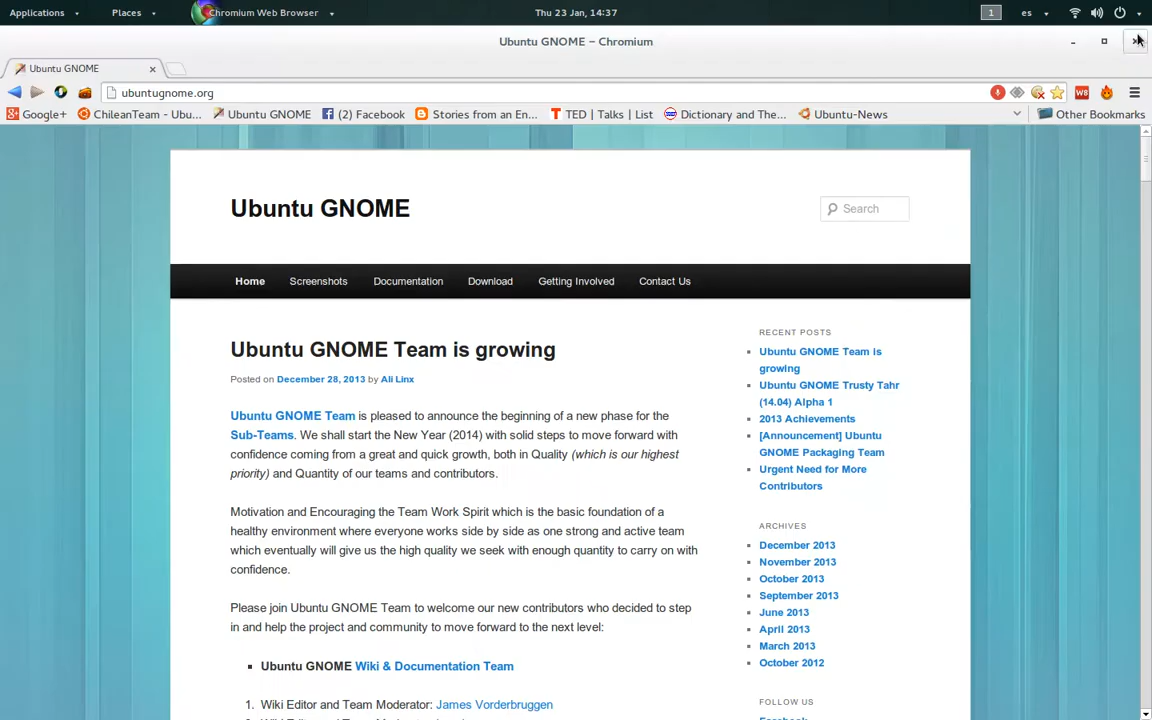 Applications Places Chromium Web Browser Thu 23 Jan, 14:37 1 es
Ubuntu GNOME – Chromium
Ubuntu GNOME
ubuntugnome.org
Google+ ChileanTeam - Ubu... Ubuntu GNOME (2) Facebook Stories from an En... TED | Talks | List Dictionary and The... Ubuntu-News Other Bookmarks
Ubuntu GNOME
Search
Home Screenshots Documentation Download Getting Involved Contact Us
Ubuntu GNOME Team is growing
Posted on December 28, 2013 by Ali Linx
Ubuntu GNOME Team is pleased to announce the beginning of a new phase for the
Sub-Teams. We shall start the New Year (2014) with solid steps to move forward with
confidence coming from a great and quick growth, both in Quality (which is our highest
priority) and Quantity of our teams and contributors.
Motivation and Encouraging the Team Work Spirit which is the basic foundation of a
healthy environment where everyone works side by side as one strong and active team
which eventually will give us the high quality we seek with enough quantity to carry on with
confidence.
Please join Ubuntu GNOME Team to welcome our new contributors who decided to step
in and help the project and community to move forward to the next level:
Ubuntu GNOME Wiki & Documentation Team
1. Wiki Editor and Team Moderator: James Vorderbruggen
RECENT POSTS
Ubuntu GNOME Team is
growing
Ubuntu GNOME Trusty Tahr
(14.04) Alpha 1
2013 Achievements
[Announcement] Ubuntu
GNOME Packaging Team
Urgent Need for More
Contributors
ARCHIVES
December 2013
November 2013
October 2013
September 2013
June 2013
April 2013
March 2013
October 2012
FOLLOW US
Facebook